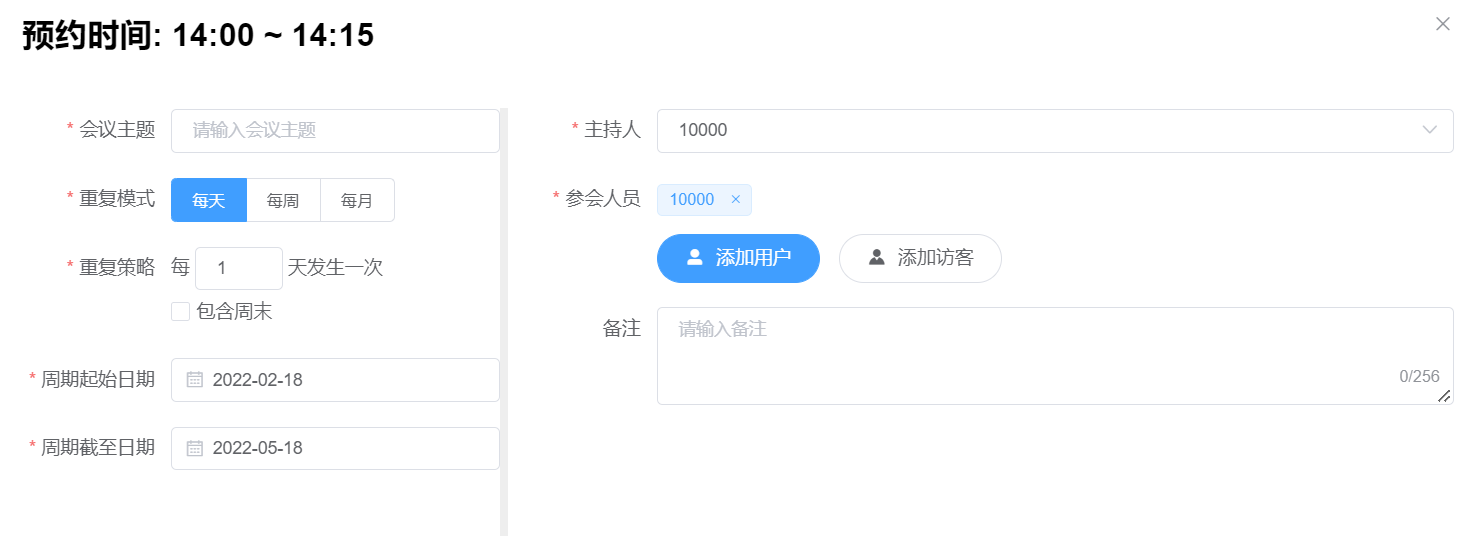 预约时间: 14:00 ~ 14:15
* 会议主题 请输入会议主题
* 重复模式 每天 每周 每月
* 重复策略 每 1 天发生一次
包含周末
* 周期起始日期 2022-02-18
* 周期截至日期 2022-05-18
* 主持人 10000
* 参会人员 10000 ×
添加用户 添加访客
备注 请输入备注
0/256